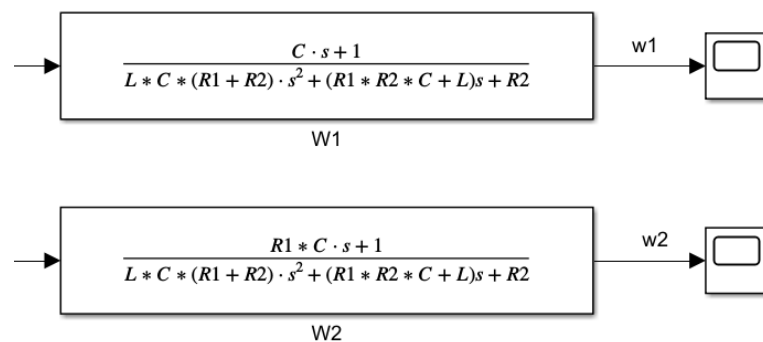 C · s + 1
L * C * (R1 + R2) · s² + (R1 * R2 * C + L)s + R2
w1
W1
R1 * C · s + 1
L * C * (R1 + R2) · s² + (R1 * R2 * C + L)s + R2
w2
W2